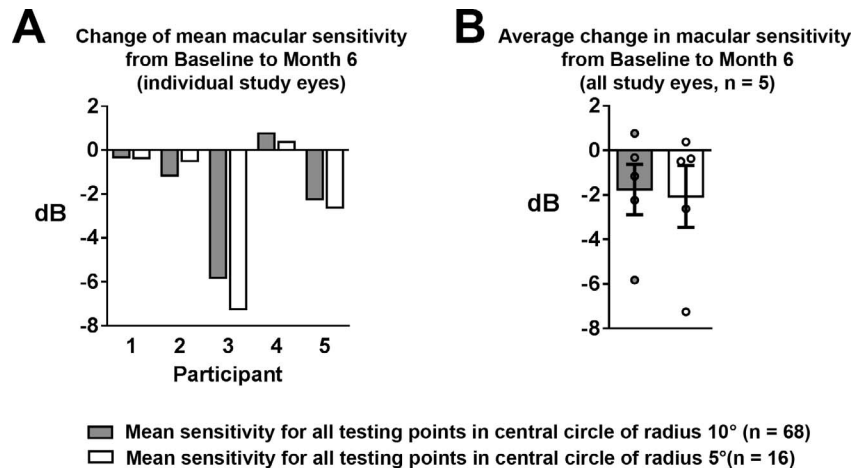 A
Change of mean macular sensitivity
from Baseline to Month 6
(individual study eyes)
2
0
-2
-4
-6
-8
dB
1 2 3 4 5
Participant
B
Average change in macular sensitivity
from Baseline to Month 6
(all study eyes, n = 5)
2
0
-2
-4
-6
-8
dB
Mean sensitivity for all testing points in central circle of radius 10° (n = 68)
Mean sensitivity for all testing points in central circle of radius 5°(n = 16)